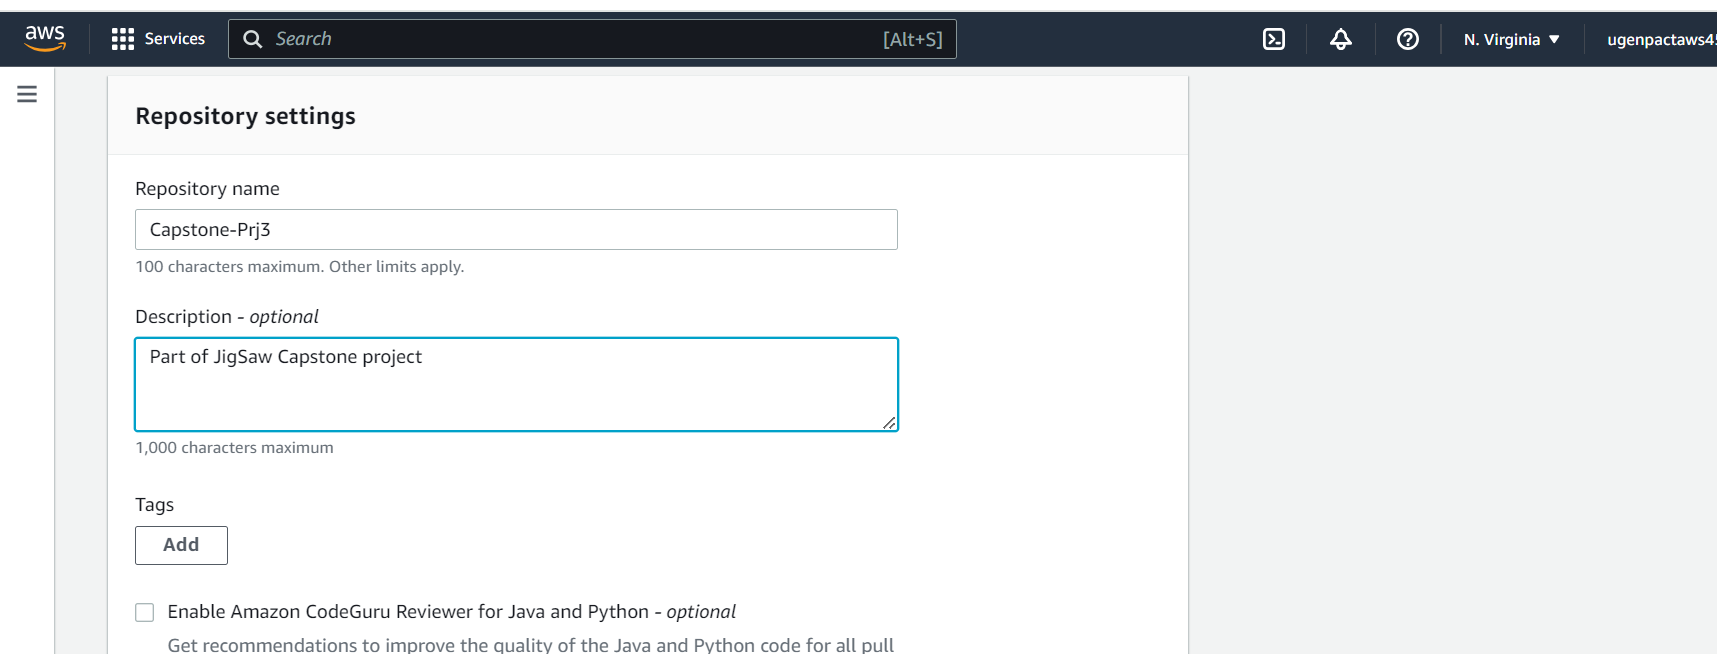 aws
Services
Search [Alt+S]
N. Virginia
Repository settings
Repository name
Capstone-Prj3
100 characters maximum. Other limits apply.
Description - optional
Part of JigSaw Capstone project
1,000 characters maximum
Tags
Add
Enable Amazon CodeGuru Reviewer for Java and Python - optional
Get recommendations to improve the quality of the Java and Python code for all pull